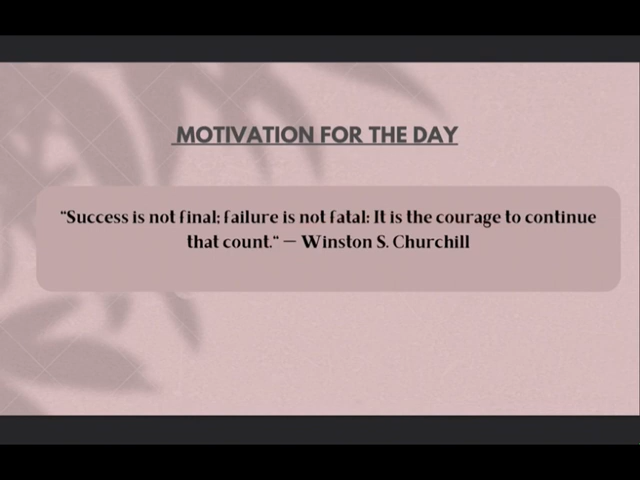 MOTIVATION FOR THE DAY
"Success is not final; failure is not fatal: It is the courage to continue
that count." — Winston S. Churchill